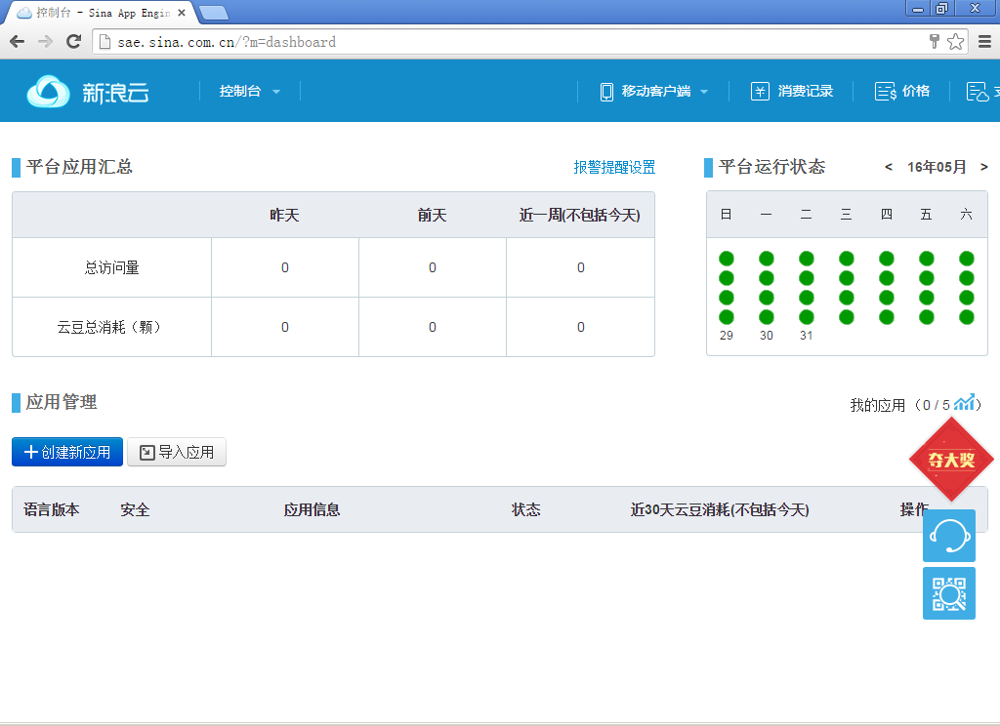 控制台 - Sina App Engin
sae.sina.com.cn/?m=dashboard
新浪云 控制台 移动客户端 消费记录 价格
平台应用汇总 报警提醒设置
昨天 前天 近一周(不包括今天)
总访问量 0 0 0
云豆总消耗（颗） 0 0 0
平台运行状态 < 16年05月 >
日 一 二 三 四 五 六
29 30 31
应用管理 我的应用（0 / 5 ）
创建新应用 导入应用
夺大奖
语言版本 安全 应用信息 状态 近30天云豆消耗(不包括今天) 操作